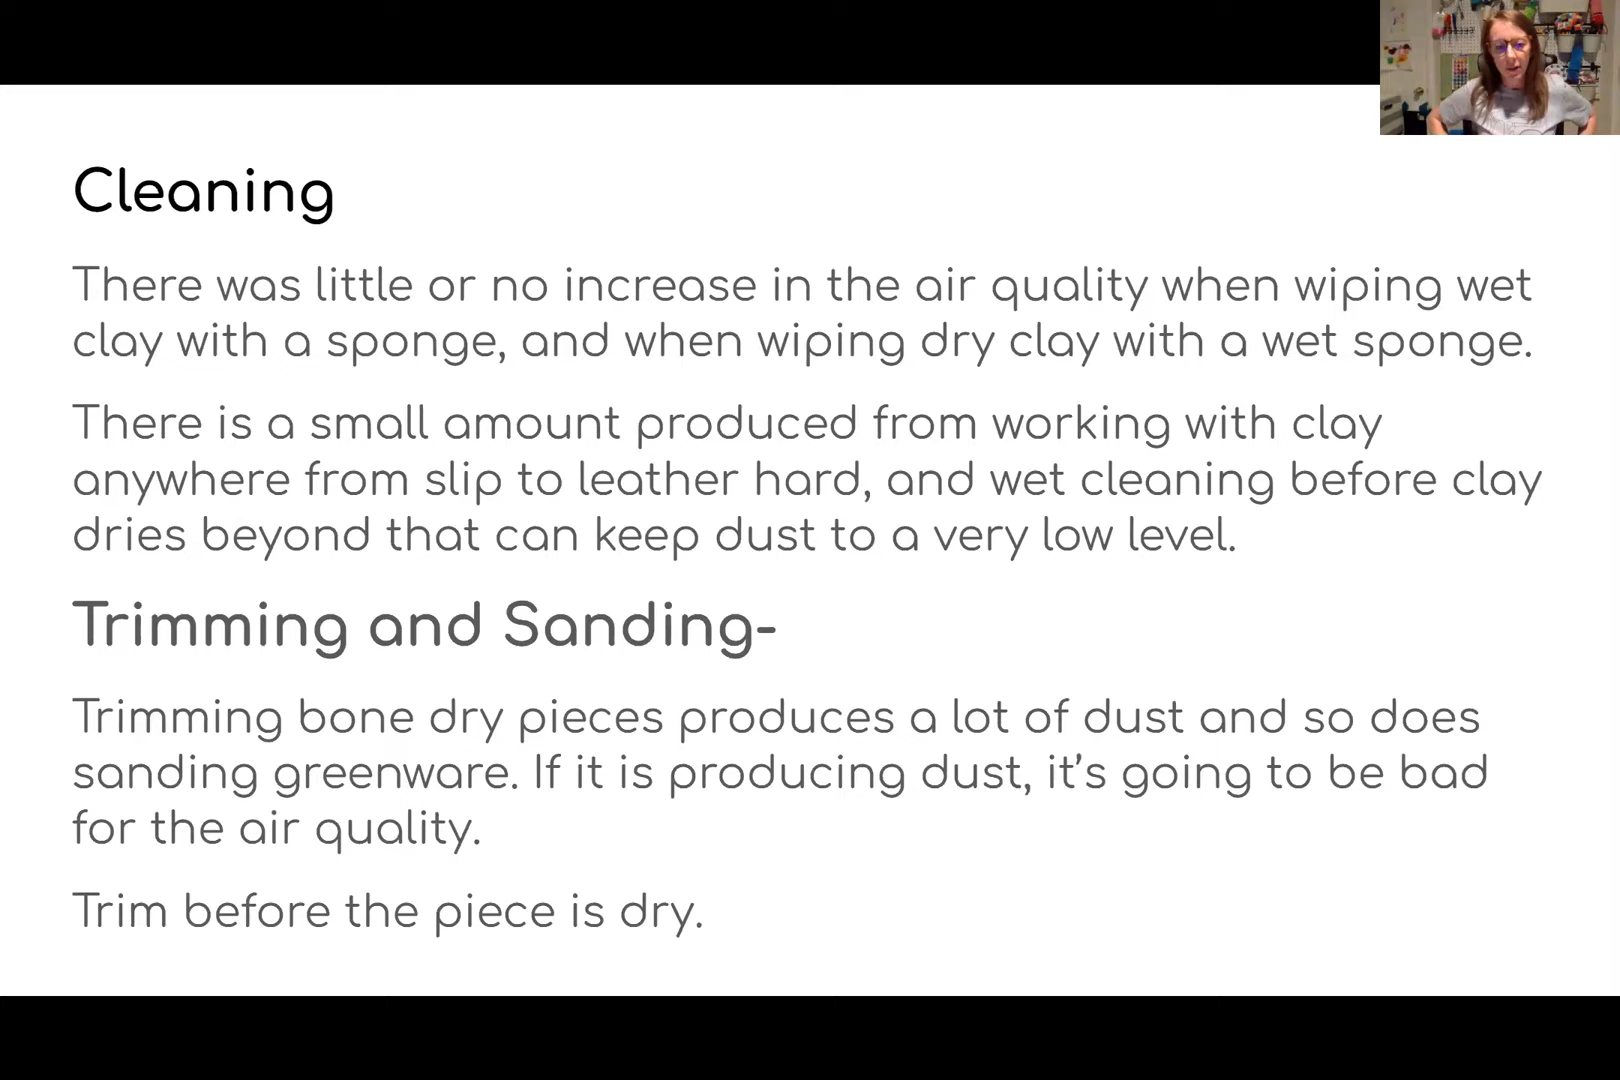 Cleaning
There was little or no increase in the air quality when wiping wet
clay with a sponge, and when wiping dry clay with a wet sponge.
There is a small amount produced from working with clay
anywhere from slip to leather hard, and wet cleaning before clay
dries beyond that can keep dust to a very low level.
Trimming and Sanding-
Trimming bone dry pieces produces a lot of dust and so does
sanding greenware. If it is producing dust, it’s going to be bad
for the air quality.
Trim before the piece is dry.